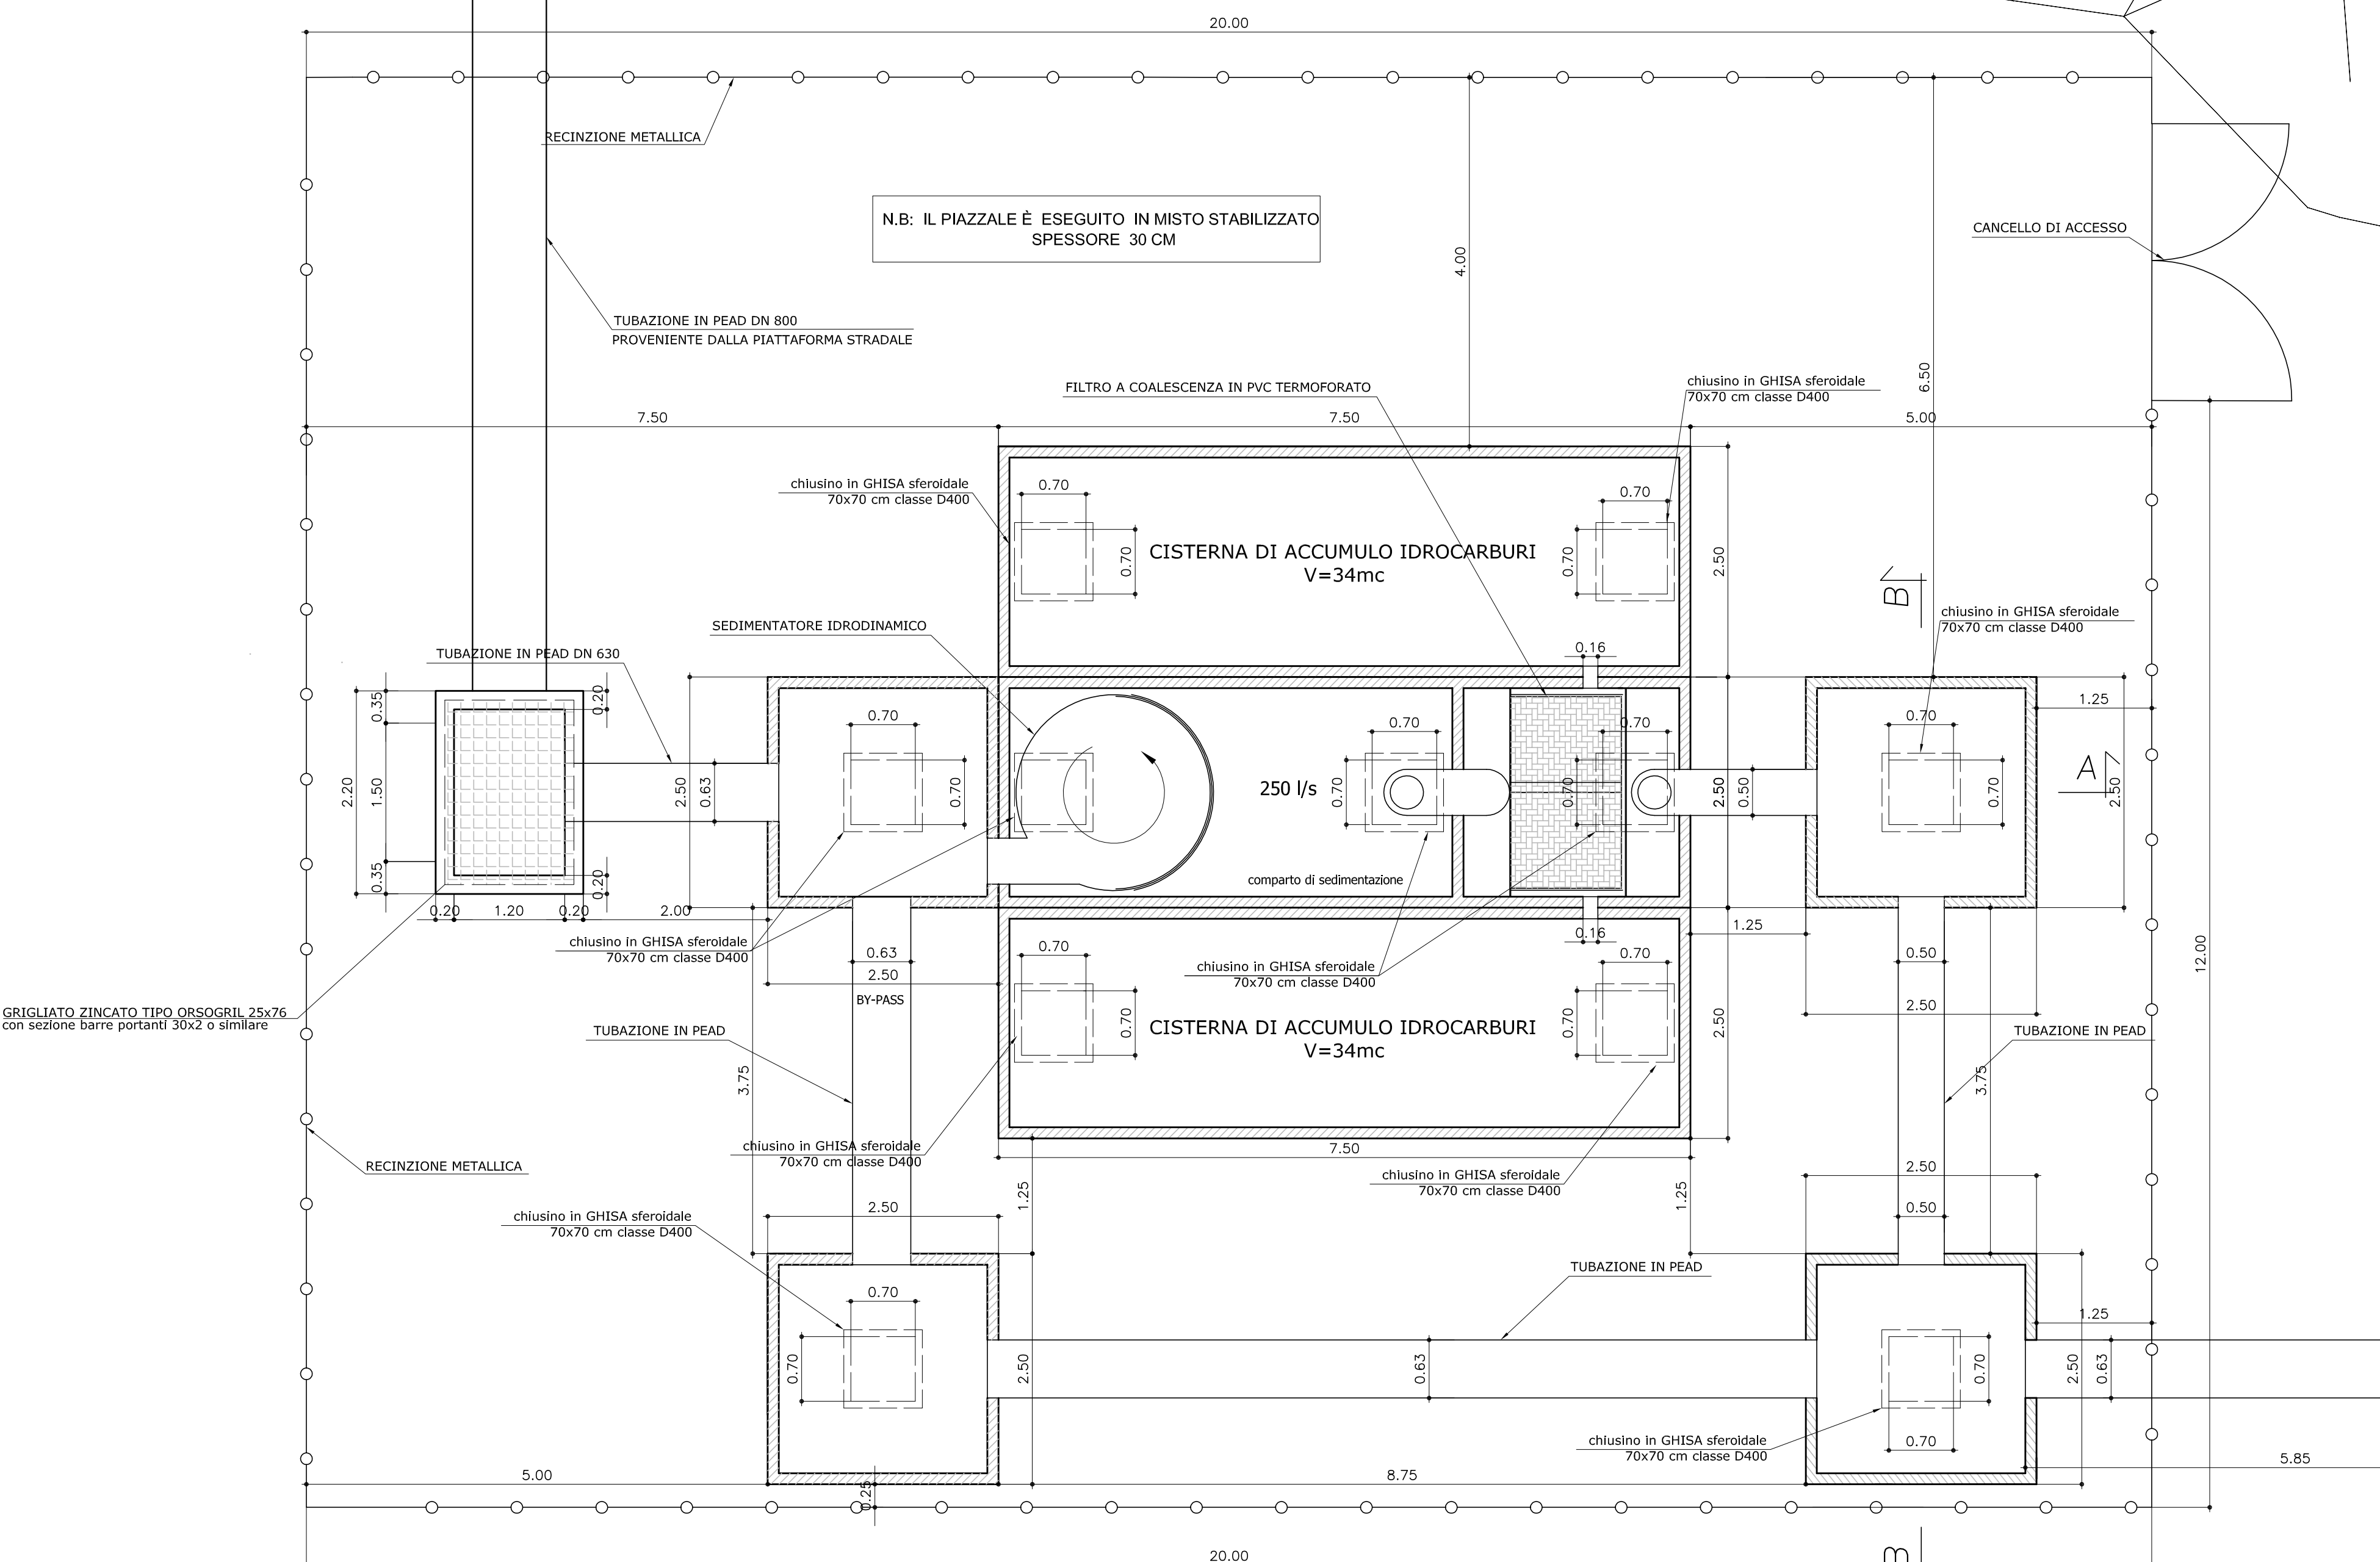 20.00
RECINZIONE METALLICA
N.B: IL PIAZZALE È ESEGUITO IN MISTO STABILIZZATO
SPESSORE 30 CM
CANCELLO DI ACCESSO
4.00
TUBAZIONE IN PEAD DN 800
PROVENIENTE DALLA PIATTAFORMA STRADALE
6.50
FILTRO A COALESCENZA IN PVC TERMOFORATO
chiusino in GHISA sferoidale
70x70 cm classe D400
7.50
7.50
5.00
chiusino in GHISA sferoidale
70x70 cm classe D400
0.70
0.70
0.70
0.70
CISTERNA DI ACCUMULO IDROCARBURI
V=34mc
2.50
B
chiusino in GHISA sferoidale
70x70 cm classe D400
SEDIMENTATORE IDRODINAMICO
0.16
TUBAZIONE IN PEAD DN 630
0.35
0.20
1.25
0.70
0.70
0.70
0.70
2.20
1.50
2.50
0.63
0.70
250 l/s
0.70
0.70
2.50
0.50
0.70
A
2.50
0.35
0.20
comparto di sedimentazione
0.20
1.20
0.20
2.00
chiusino in GHISA sferoidale
70x70 cm classe D400
0.63
2.50
BY-PASS
0.70
0.16
0.70
1.25
chiusino in GHISA sferoidale
70x70 cm classe D400
0.50
12.00
2.50
GRIGLIATO ZINCATO TIPO ORSOGRIL 25x76
con sezione barre portanti 30x2 o similare
TUBAZIONE IN PEAD
0.70
CISTERNA DI ACCUMULO IDROCARBURI
V=34mc
0.70
2.50
TUBAZIONE IN PEAD
3.75
3.75
chiusino in GHISA sferoidale
70x70 cm classe D400
7.50
RECINZIONE METALLICA
chiusino in GHISA sferoidale
70x70 cm classe D400
2.50
1.25
1.25
chiusino in GHISA sferoidale
70x70 cm classe D400
2.50
0.50
TUBAZIONE IN PEAD
0.70
1.25
0.70
2.50
0.63
0.70
2.50
0.63
chiusino in GHISA sferoidale
70x70 cm classe D400
0.70
5.85
5.00
0.25
8.75
20.00
B